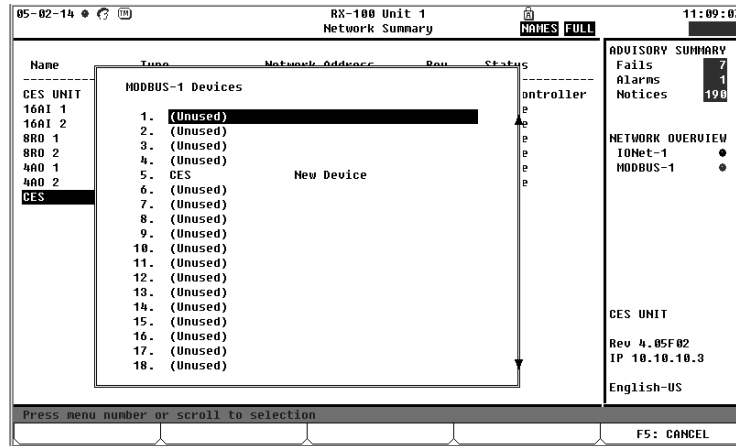 05-02-14 RX-100 Unit 1 11:09:0
Network Summary NAMES FULL
Name Type Network Address Rev Status
CES UNIT
16AI 1
16AI 2
8RO 1
8RO 2
4AO 1
4AO 2
CES
ontroller
e
e
e
e
e
e
MODBUS-1 Devices
1. (Unused)
2. (Unused)
3. (Unused)
4. (Unused)
5. CES New Device
6. (Unused)
7. (Unused)
8. (Unused)
9. (Unused)
10. (Unused)
11. (Unused)
12. (Unused)
13. (Unused)
14. (Unused)
15. (Unused)
16. (Unused)
17. (Unused)
18. (Unused)
ADVISORY SUMMARY
Fails 7
Alarms 1
Notices 190
NETWORK OVERVIEW
IONet-1
MODBUS-1
CES UNIT
Rev 4.05F02
IP 10.10.10.3
English-US
Press menu number or scroll to selection
F5: CANCEL